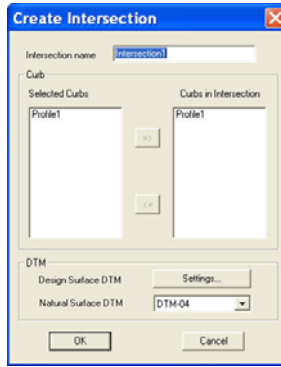 Create Intersection
Intersection name Intersection1
Curb
Selected Curbs Curbs in Intersection
Profile1 Profile1
=>
<=
DTM
Design Surface DTM Settings...
Natural Surface DTM DTM-04
OK Cancel